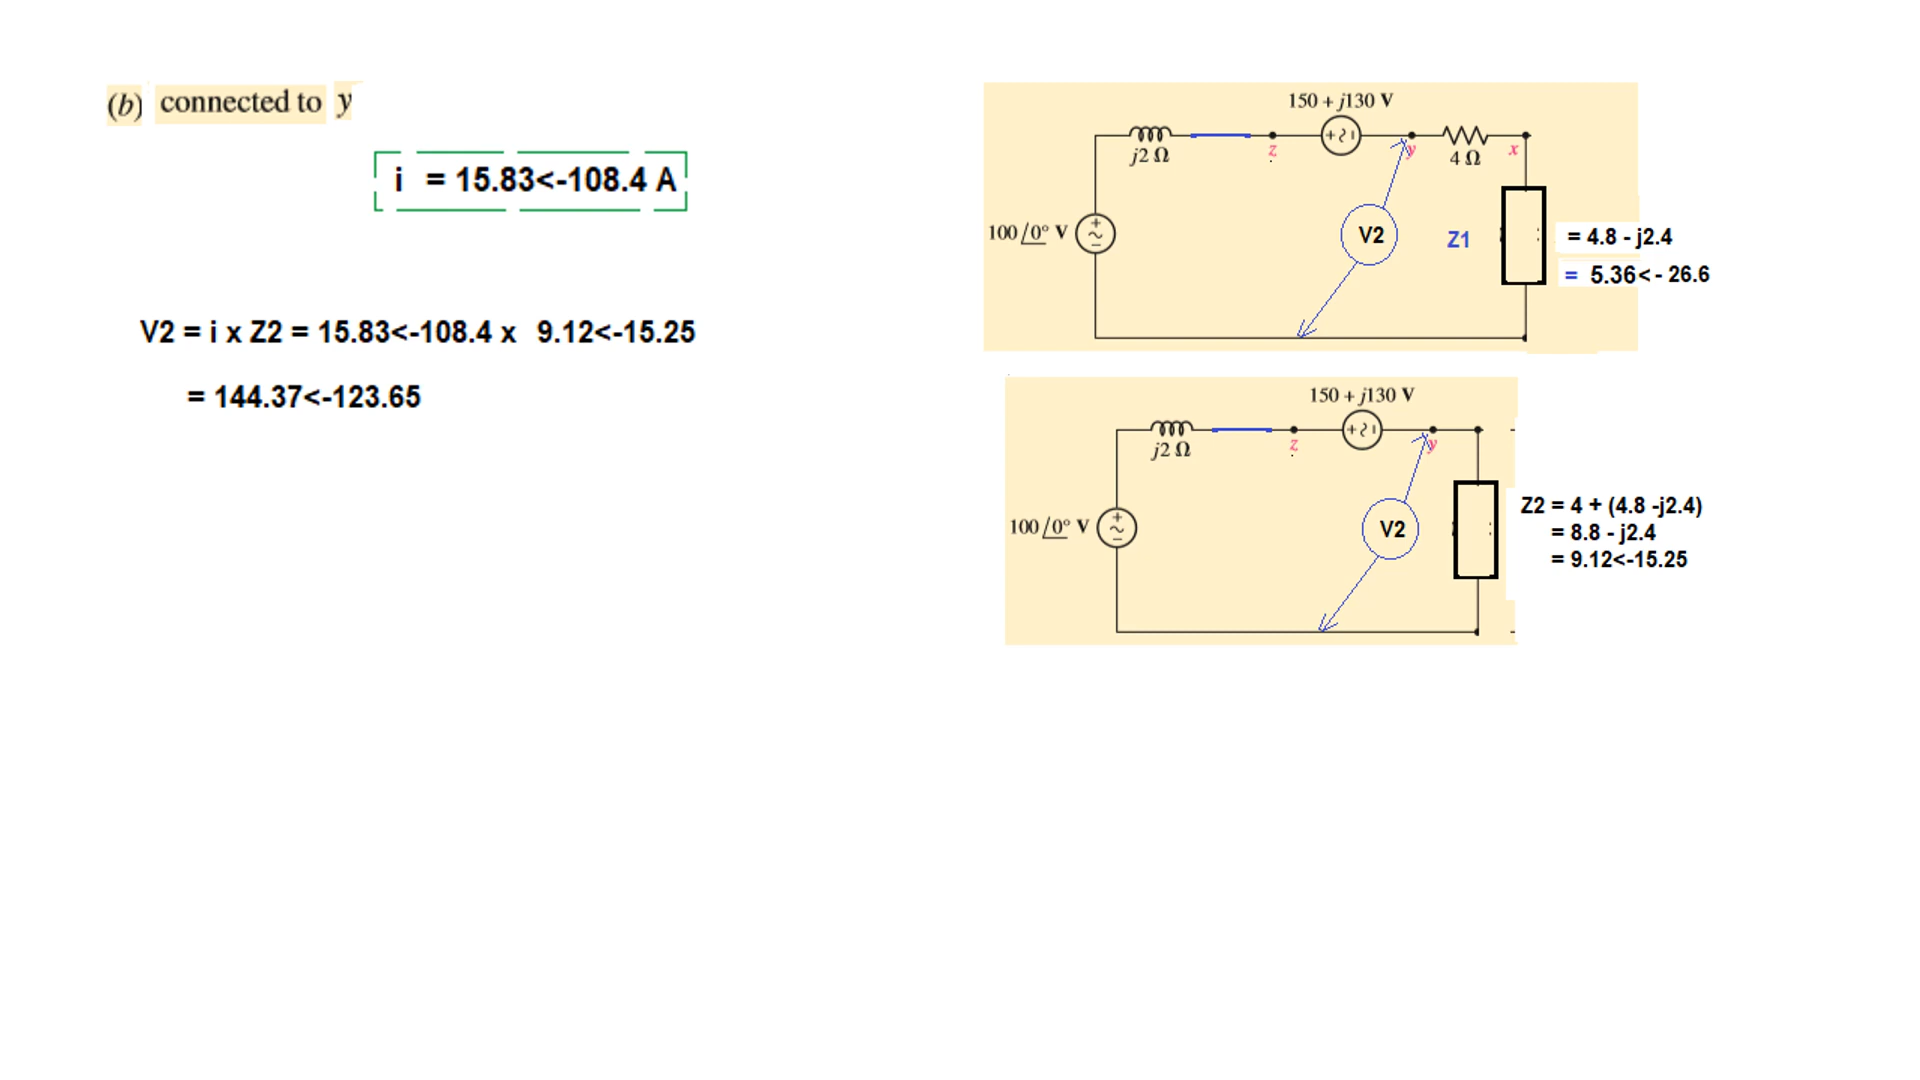 (b) connected to y
i = 15.83<-108.4 A
V2 = i x Z2 = 15.83<-108.4 x 9.12<-15.25
= 144.37<-123.65
150 + j130 V
j2 Ω
z
y
4 Ω
x
100 /0° V
V2
Z1
= 4.8 - j2.4
= 5.36< - 26.6
150 + j130 V
j2 Ω
z
y
100 /0° V
V2
Z2 = 4 + (4.8 -j2.4)
= 8.8 - j2.4
= 9.12<-15.25